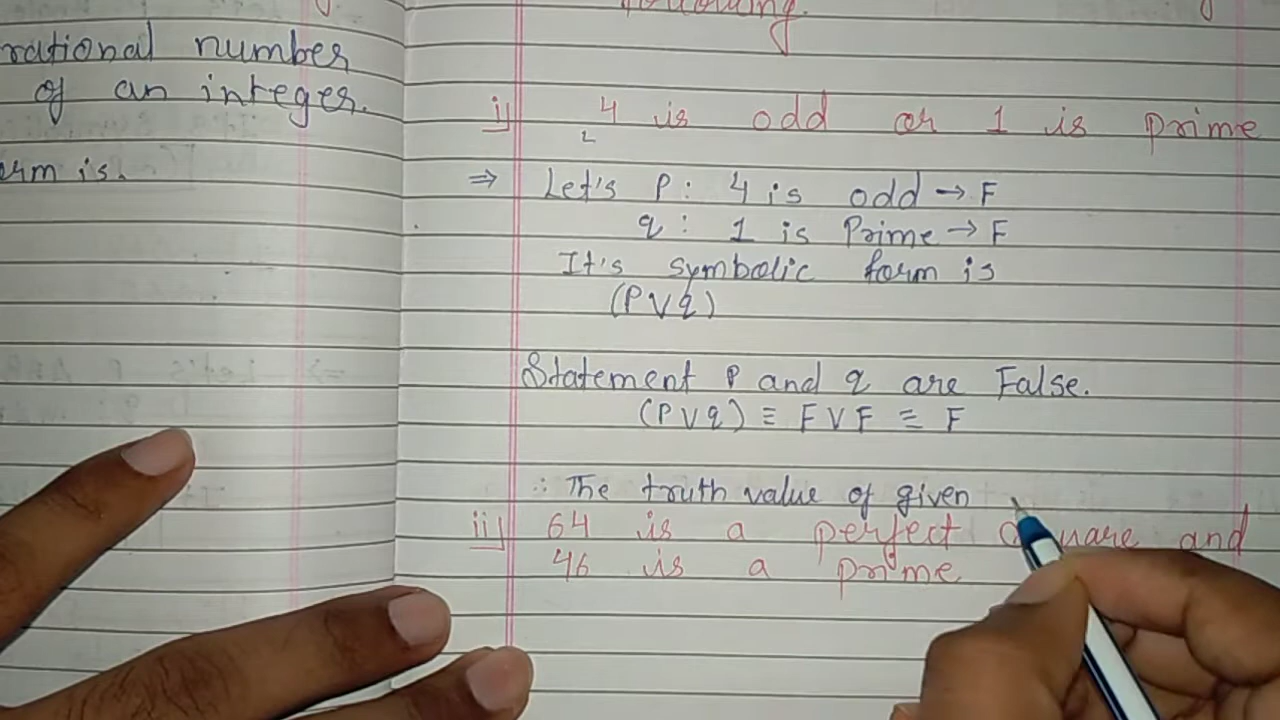 rational number
of an integer.
form is.
following.
i) 4 is odd or 1 is prime
⇒ Let's P : 4 is odd → F
q : 1 is Prime → F
It's symbolic form is
(P ∨ q)
Statement P and q are False.
(P ∨ q) ≡ F ∨ F ≡ F
∴ The truth value of given
ii) 64 is a perfect square and
46 is a prime